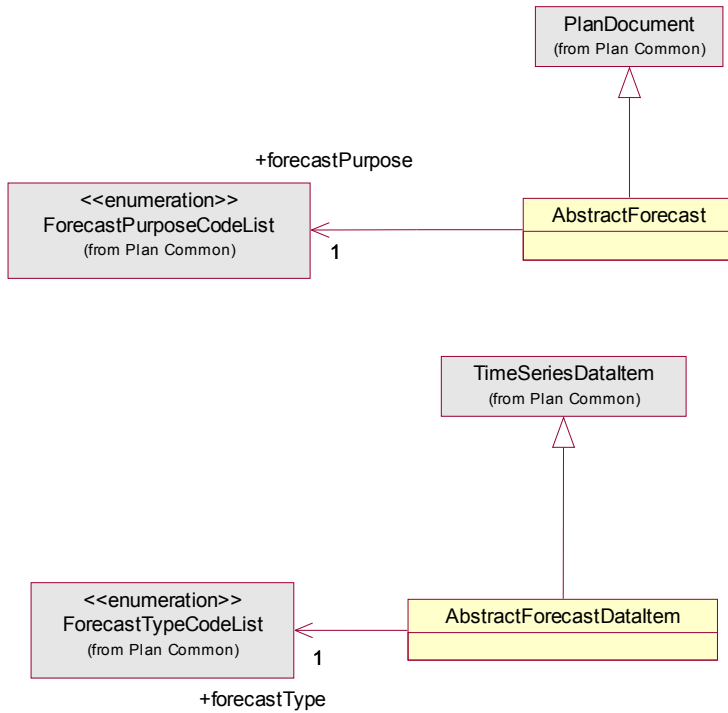 PlanDocument
(from Plan Common)
+forecastPurpose
<<enumeration>>
ForecastPurposeCodeList
(from Plan Common)
1
AbstractForecast
TimeSeriesDataItem
(from Plan Common)
<<enumeration>>
ForecastTypeCodeList
(from Plan Common)
1
AbstractForecastDataItem
+forecastType